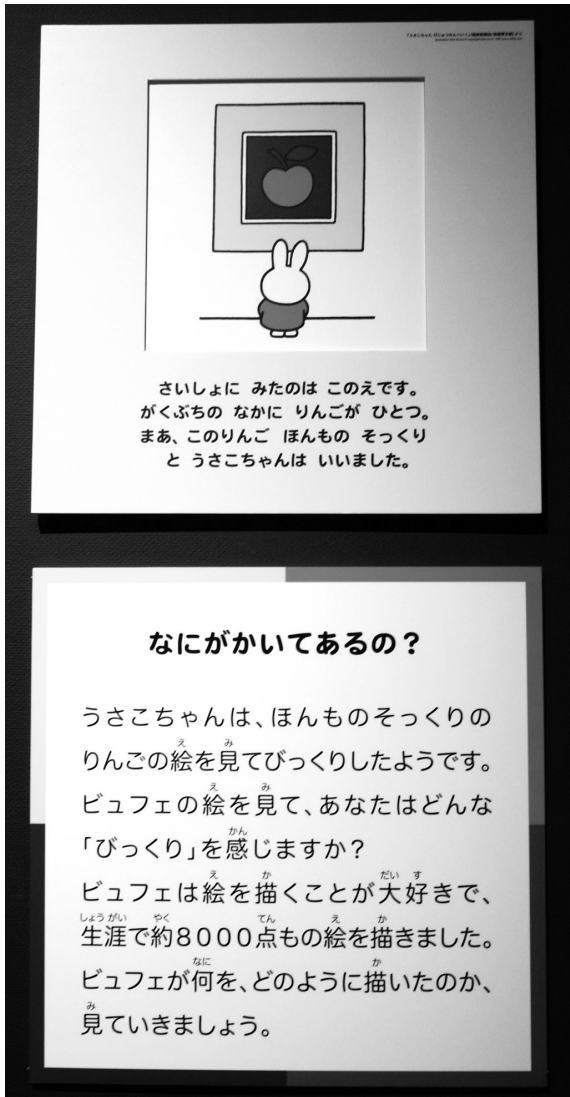 さいしょに みたのは このえです。
がくぶちの なかに りんごが ひとつ。
まあ、このりんご ほんもの そっくり
と うさこちゃんは いいました。
なにがかいてあるの？
うさこちゃんは、ほんものそっくりの
りんごの絵を見てびっくりしたようです。
ビュフェの絵を見て、あなたはどんな
「びっくり」を感じますか？
ビュフェは絵を描くことが大好きで、
生涯で約8000点もの絵を描きました。
ビュフェが何を、どのように描いたのか、
見ていきましょう。